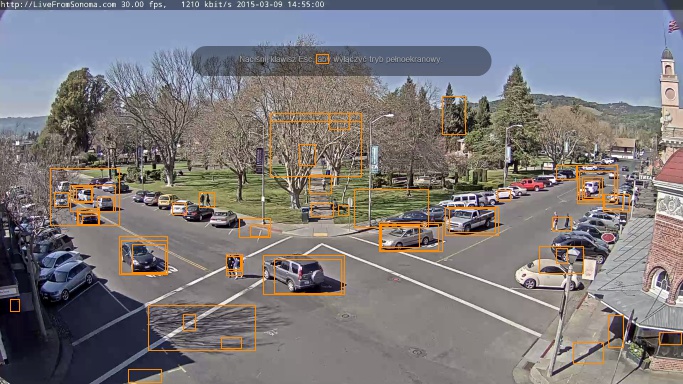 http://LiveFromSonoma.com 30.00 fps, 1210 kbit/s 2015-03-09 14:55:00
Naciśnij klawisz Esc, aby wyłączyć tryb pełnoekranowy.